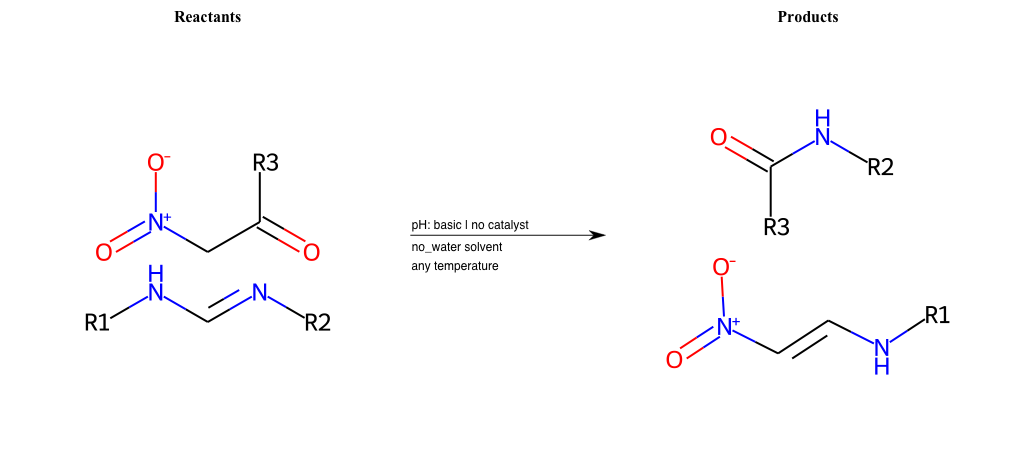 Reactants
Products
O⁻
R3
N⁺
O
O
H
N
N
R1
R2
pH: basic | no catalyst
no_water solvent
any temperature
H
O
N
R2
R3
O⁻
N⁺
R1
O
N
H